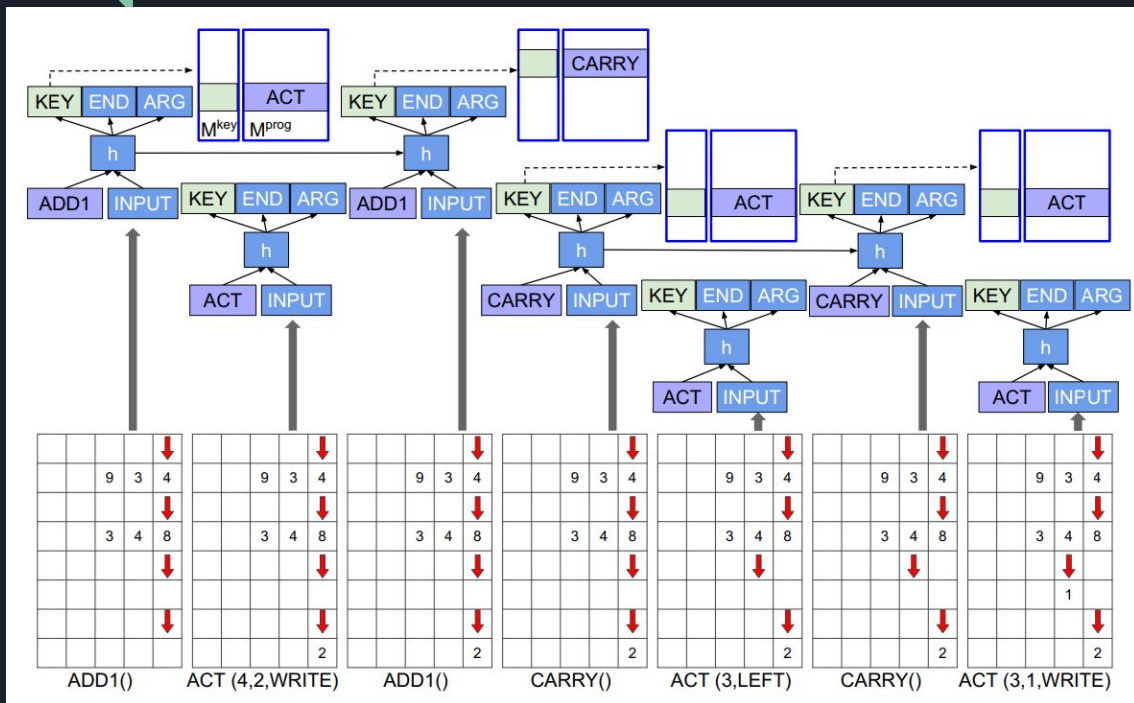 CARRY
KEY END ARG ACT KEY END ARG
M^key M^prog
h h
ADD1 INPUT KEY END ARG ADD1 INPUT KEY END ARG ACT KEY END ARG ACT
h h h
ACT INPUT CARRY INPUT KEY END ARG CARRY INPUT KEY END ARG
h h
ACT INPUT ACT INPUT
9 3 4 9 3 4 9 3 4 9 3 4 9 3 4 9 3 4 9 3 4
3 4 8 3 4 8 3 4 8 3 4 8 3 4 8 3 4 8 3 4 8
1
2 2 2 2 2 2
ADD1() ACT (4,2,WRITE) ADD1() CARRY() ACT (3,LEFT) CARRY() ACT (3,1,WRITE)